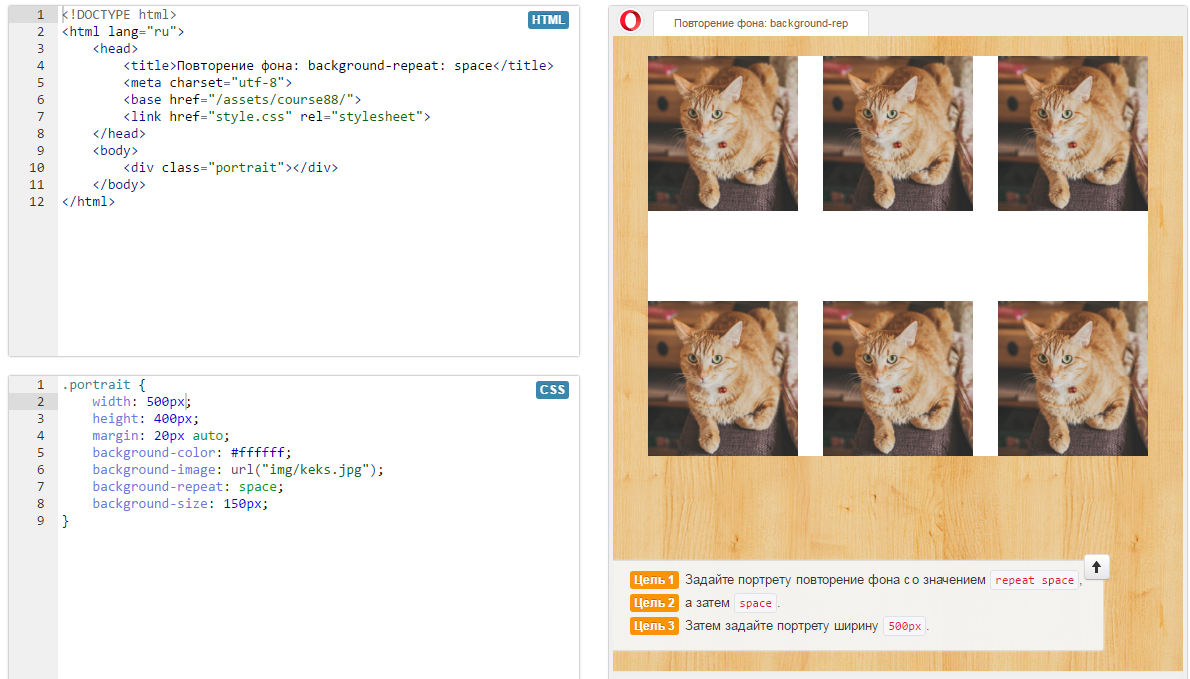 1 <!DOCTYPE html>
2 <html lang="ru">
3 <head>
4 <title>Повторение фона: background-repeat: space</title>
5 <meta charset="utf-8">
6 <base href="/assets/course88/">
7 <link href="style.css" rel="stylesheet">
8 </head>
9 <body>
10 <div class="portrait"></div>
11 </body>
12 </html>
HTML
1 .portrait {
2 width: 500px;
3 height: 400px;
4 margin: 20px auto;
5 background-color: #ffffff;
6 background-image: url("img/keks.jpg");
7 background-repeat: space;
8 background-size: 150px;
9 }
CSS
Повторение фона: background-rep
Цель 1 Задайте портрету повторение фона со значением repeat space,
Цель 2 а затем space.
Цель 3 Затем задайте портрету ширину 500px.